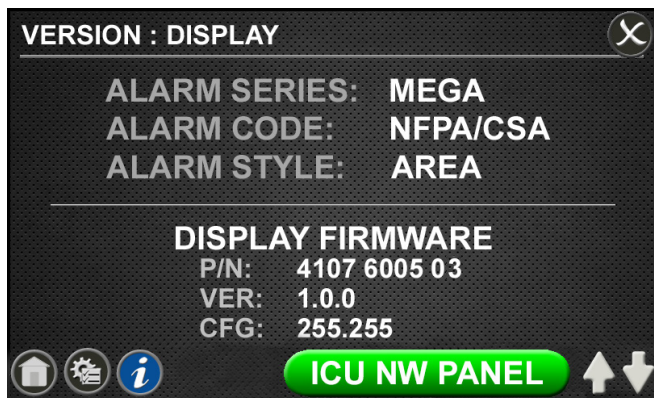 VERSION : DISPLAY
ALARM SERIES: MEGA
ALARM CODE: NFPA/CSA
ALARM STYLE: AREA
DISPLAY FIRMWARE
P/N: 4107 6005 03
VER: 1.0.0
CFG: 255.255
i
ICU NW PANEL